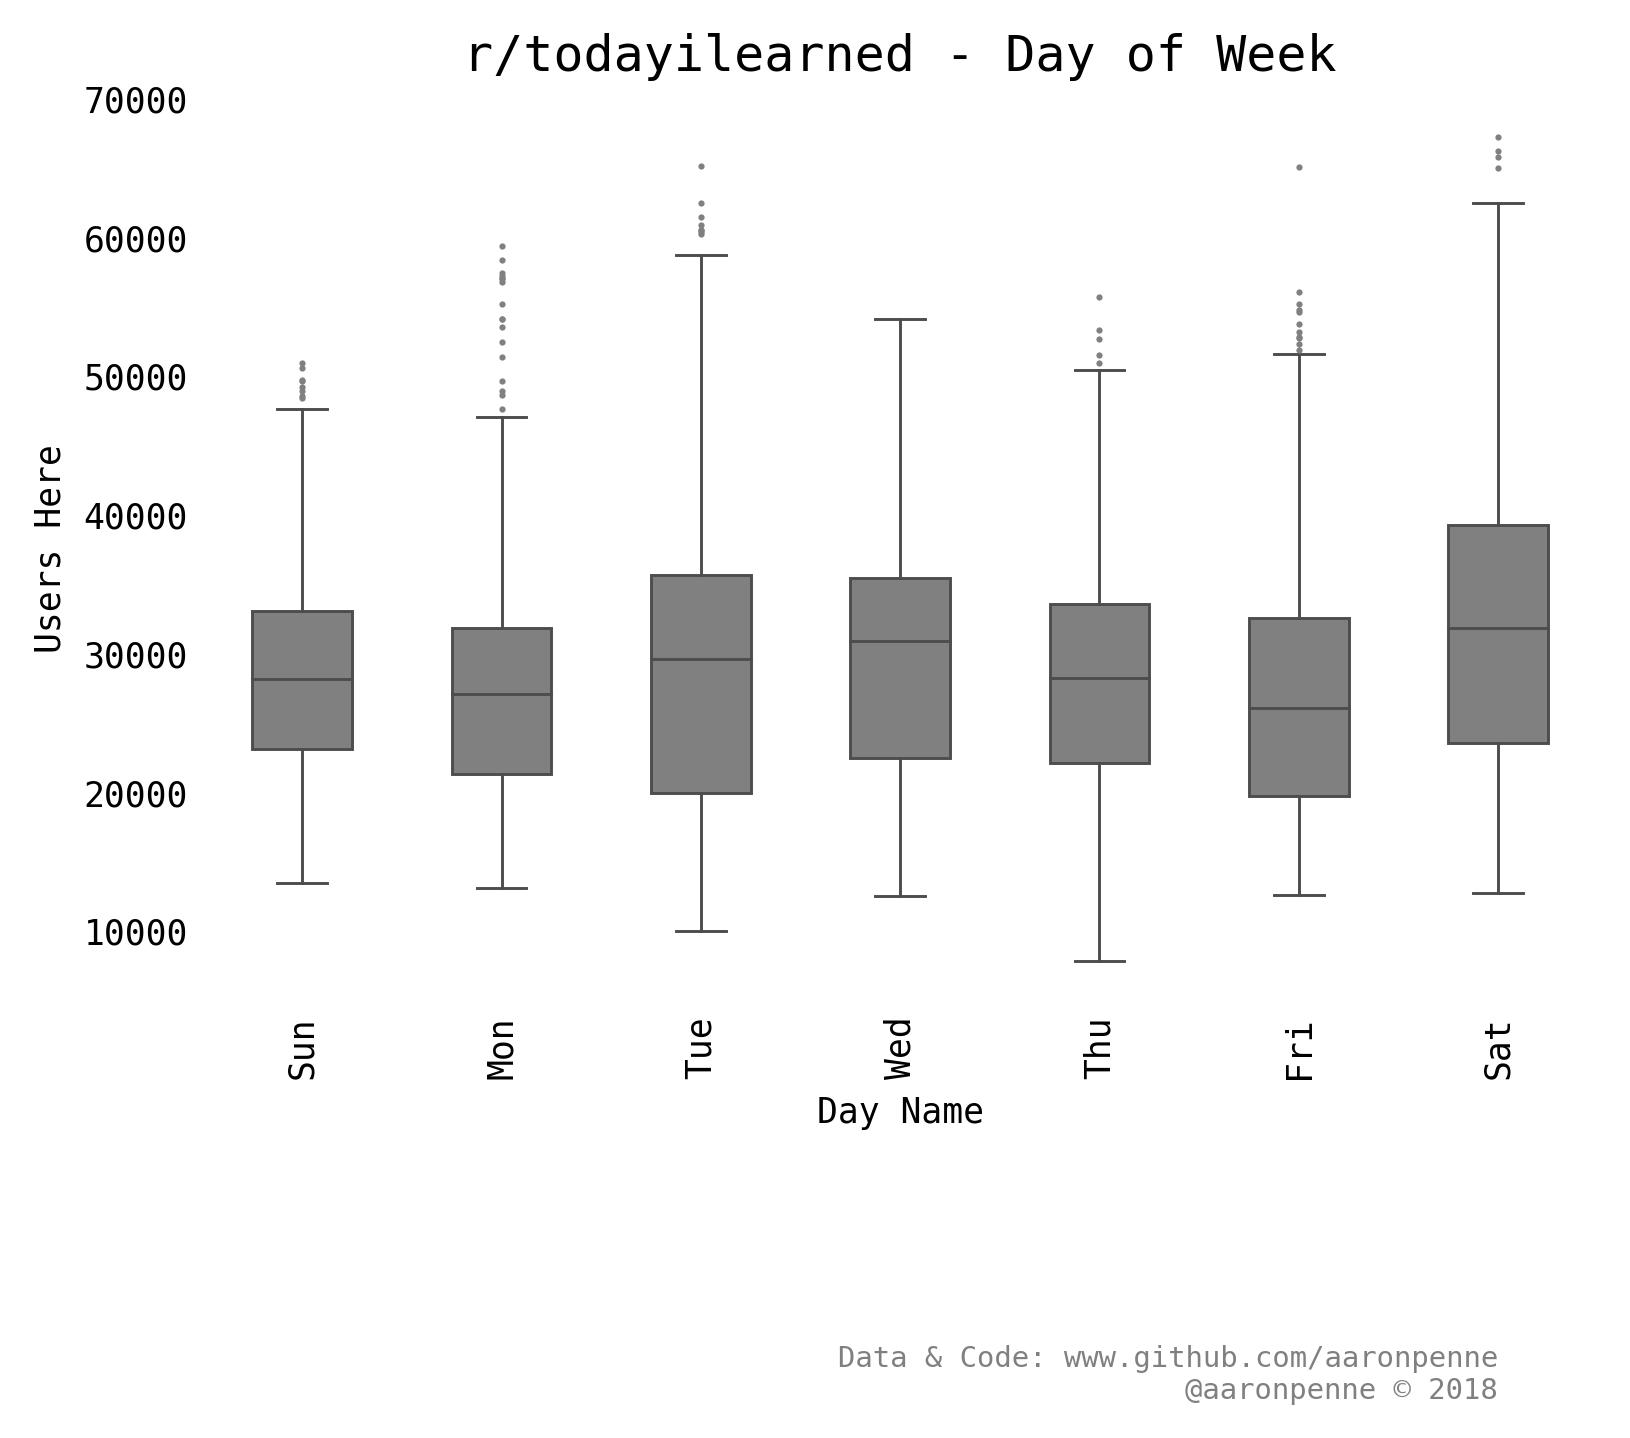 r/todayilearned - Day of Week
70000
60000
50000
40000
30000
20000
10000
Users Here
Sun
Mon
Tue
Wed
Thu
Fri
Sat
Day Name
Data & Code: www.github.com/aaronpenne
@aaronpenne © 2018